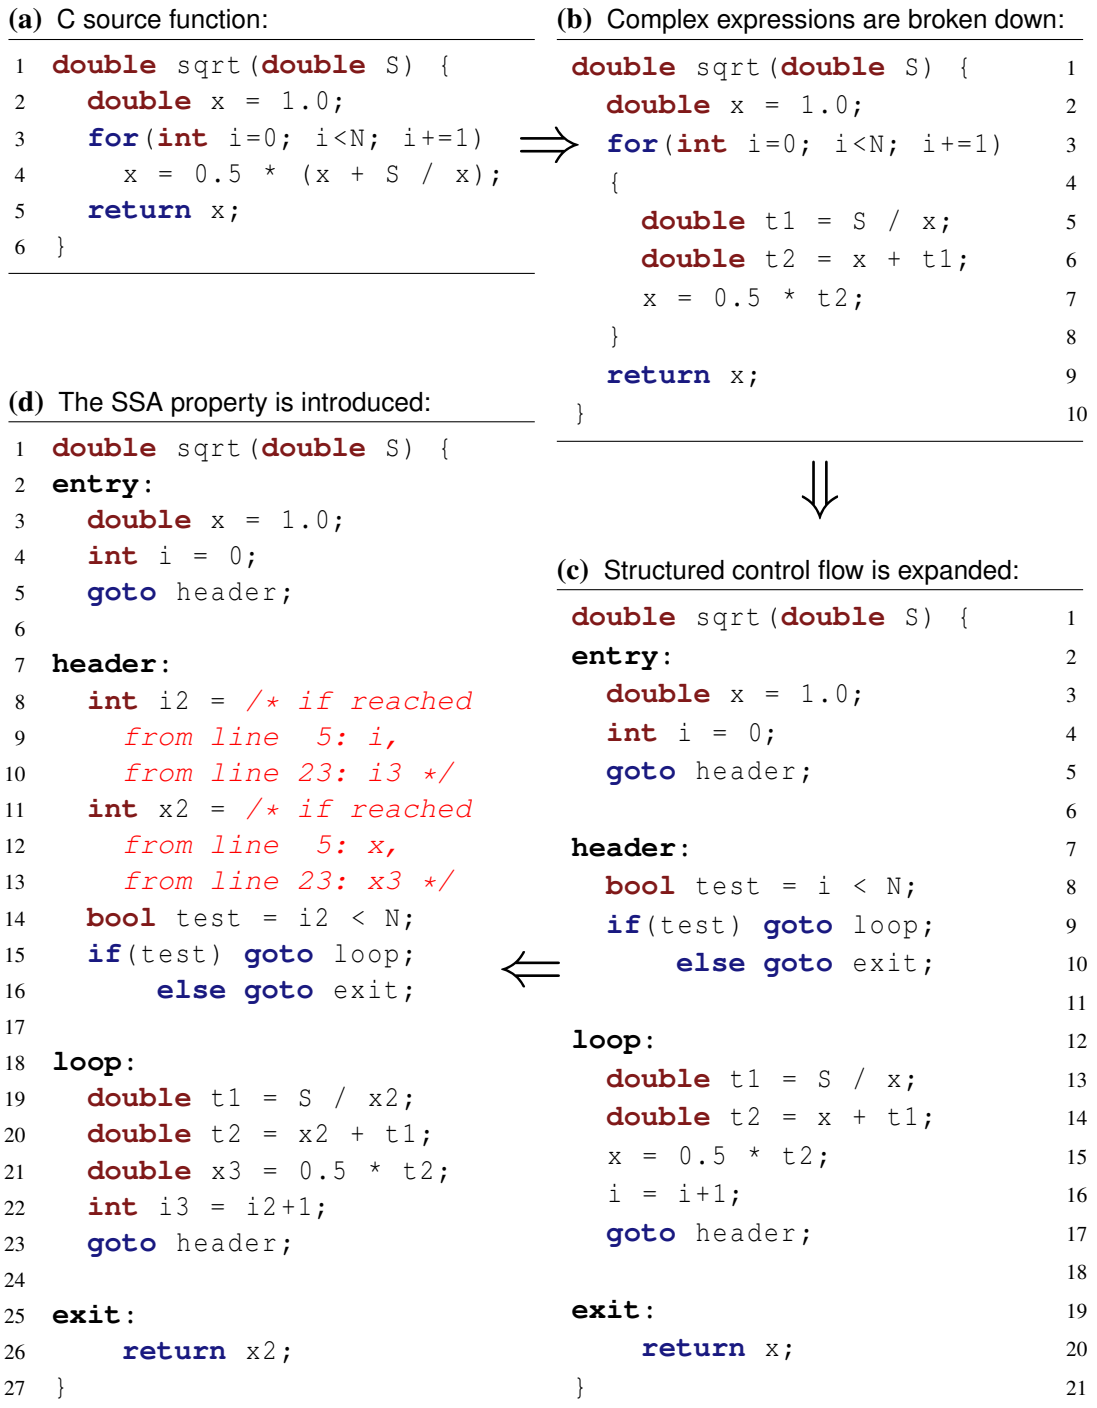 (a) C source function:
1 double sqrt(double S) {
2 double x = 1.0;
3 for(int i=0; i<N; i+=1)
4 x = 0.5 * (x + S / x);
5 return x;
6 }
⇒
(b) Complex expressions are broken down:
double sqrt(double S) { 1
double x = 1.0; 2
for(int i=0; i<N; i+=1) 3
{ 4
double t1 = S / x; 5
double t2 = x + t1; 6
x = 0.5 * t2; 7
} 8
return x; 9
} 10
⇓
(c) Structured control flow is expanded:
double sqrt(double S) { 1
entry: 2
double x = 1.0; 3
int i = 0; 4
goto header; 5
6
header: 7
bool test = i < N; 8
if(test) goto loop; 9
else goto exit; 10
11
loop: 12
double t1 = S / x; 13
double t2 = x + t1; 14
x = 0.5 * t2; 15
i = i+1; 16
goto header; 17
18
exit: 19
return x; 20
} 21
⇐
(d) The SSA property is introduced:
1 double sqrt(double S) {
2 entry:
3 double x = 1.0;
4 int i = 0;
5 goto header;
6
7 header:
8 int i2 = /* if reached
9 from line 5: i,
10 from line 23: i3 */
11 int x2 = /* if reached
12 from line 5: x,
13 from line 23: x3 */
14 bool test = i2 < N;
15 if(test) goto loop;
16 else goto exit;
17
18 loop:
19 double t1 = S / x2;
20 double t2 = x2 + t1;
21 double x3 = 0.5 * t2;
22 int i3 = i2+1;
23 goto header;
24
25 exit:
26 return x2;
27 }